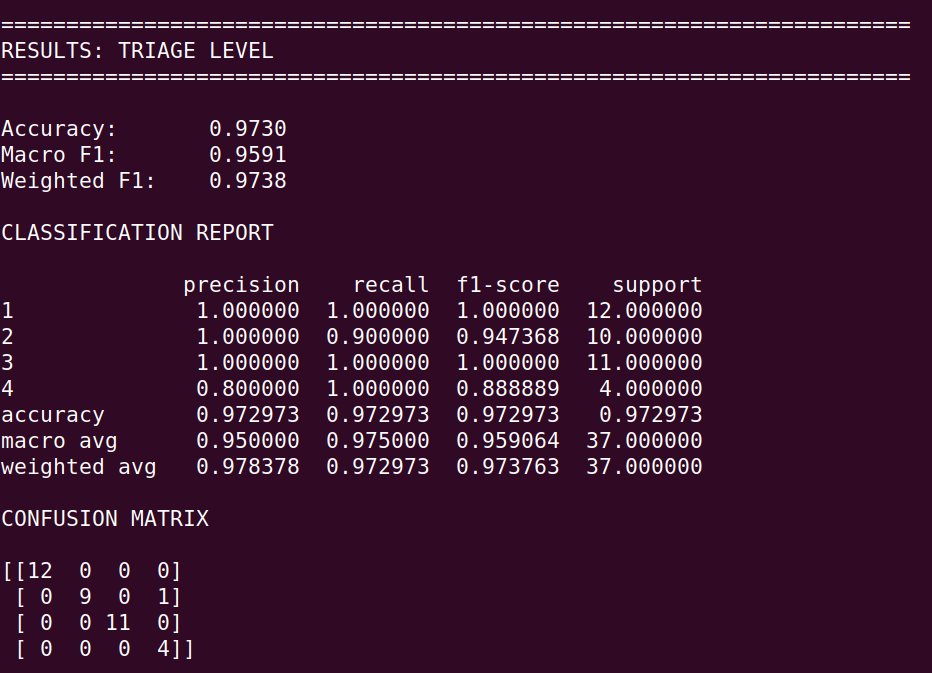 ======================================================================
RESULTS: TRIAGE LEVEL
======================================================================
Accuracy:       0.9730
Macro F1:       0.9591
Weighted F1:    0.9738
CLASSIFICATION REPORT
              precision    recall  f1-score    support
1              1.000000  1.000000  1.000000  12.000000
2              1.000000  0.900000  0.947368  10.000000
3              1.000000  1.000000  1.000000  11.000000
4              0.800000  1.000000  0.888889   4.000000
accuracy       0.972973  0.972973  0.972973   0.972973
macro avg      0.950000  0.975000  0.959064  37.000000
weighted avg   0.978378  0.972973  0.973763  37.000000
CONFUSION MATRIX
[[12  0  0  0]
 [ 0  9  0  1]
 [ 0  0 11  0]
 [ 0  0  0  4]]